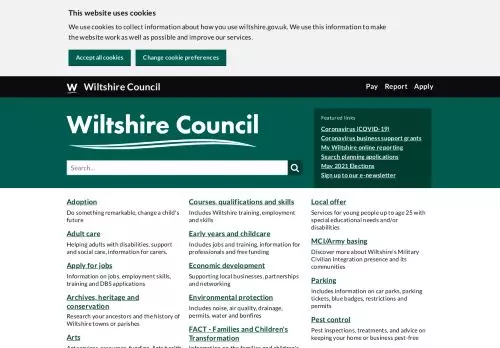 This website uses cookies
We use cookies to collect information about how you use wiltshire.gov.uk. We use this information to make
the website work as well as possible and improve our services.
Accept all cookies
Change cookie preferences
Wiltshire Council
Pay
Report
Apply
Wiltshire Council
Search...
Featured links
Coronavirus (COVID-19)
Coronavirus business support grants
My Wiltshire online reporting
Search planning applications
May 2021 Elections
Sign up to our e-newsletter
Adoption
Do something remarkable, change a child's
future
Adult care
Helping adults with disabilities, support
and social care, information for carers.
Apply for jobs
Information on jobs, employment skills,
training and DBS applications
Archives, heritage and
conservation
Research your ancestors and the history
of Wiltshire towns or parishes
Arts
Courses, qualifications and skills
Includes Wiltshire training, employment
and skills
Early years and childcare
Includes jobs and training, information for
professionals and free funding
Economic development
Supporting local businesses, partnerships
and networking
Environmental protection
Includes noise, air quality, drainage,
permits, water and bonfires
FACT - Families and Children's
Transformation
Local offer
Services for young people up to age 25 with
special educational needs and/or
disabilities
MCI/Army basing
Discover more about Wiltshire's Military
Civilian Integration presence and its
communities
Parking
Includes information on car parks, parking
tickets, blue badges, restrictions and
permits
Pest control
Pest inspections, treatments, and advice on
keeping your home or business pest-free